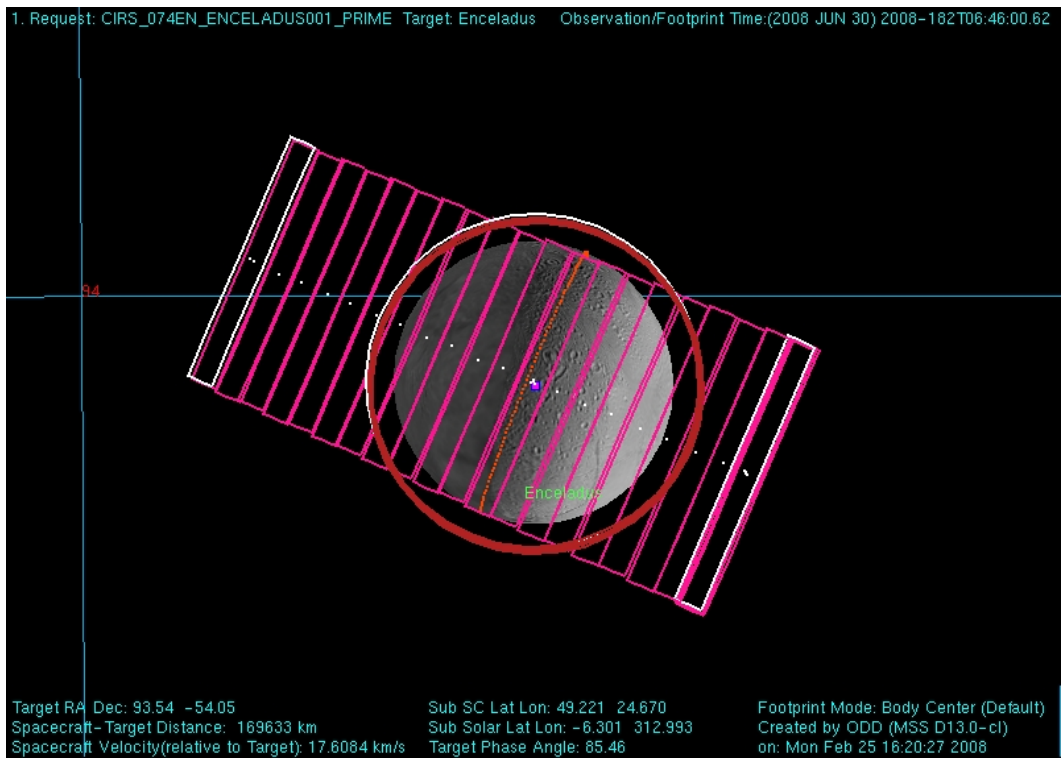 1. Request: CIRS_074EN_ENCELADUS001_PRIME Target: Enceladus Observation/Footprint Time:(2008 JUN 30) 2008-182T06:46:00.62
94
Enceladus
Target RA Dec: 93.54 -54.05 Sub SC Lat Lon: 49.221 24.670 Footprint Mode: Body Center (Default)
Spacecraft-Target Distance: 169633 km Sub Solar Lat Lon: -6.301 312.993 Created by ODD (MSS D13.0-cl)
Spacecraft Velocity(relative to Target): 17.6084 km/s Target Phase Angle: 85.46 on: Mon Feb 25 16:20:27 2008